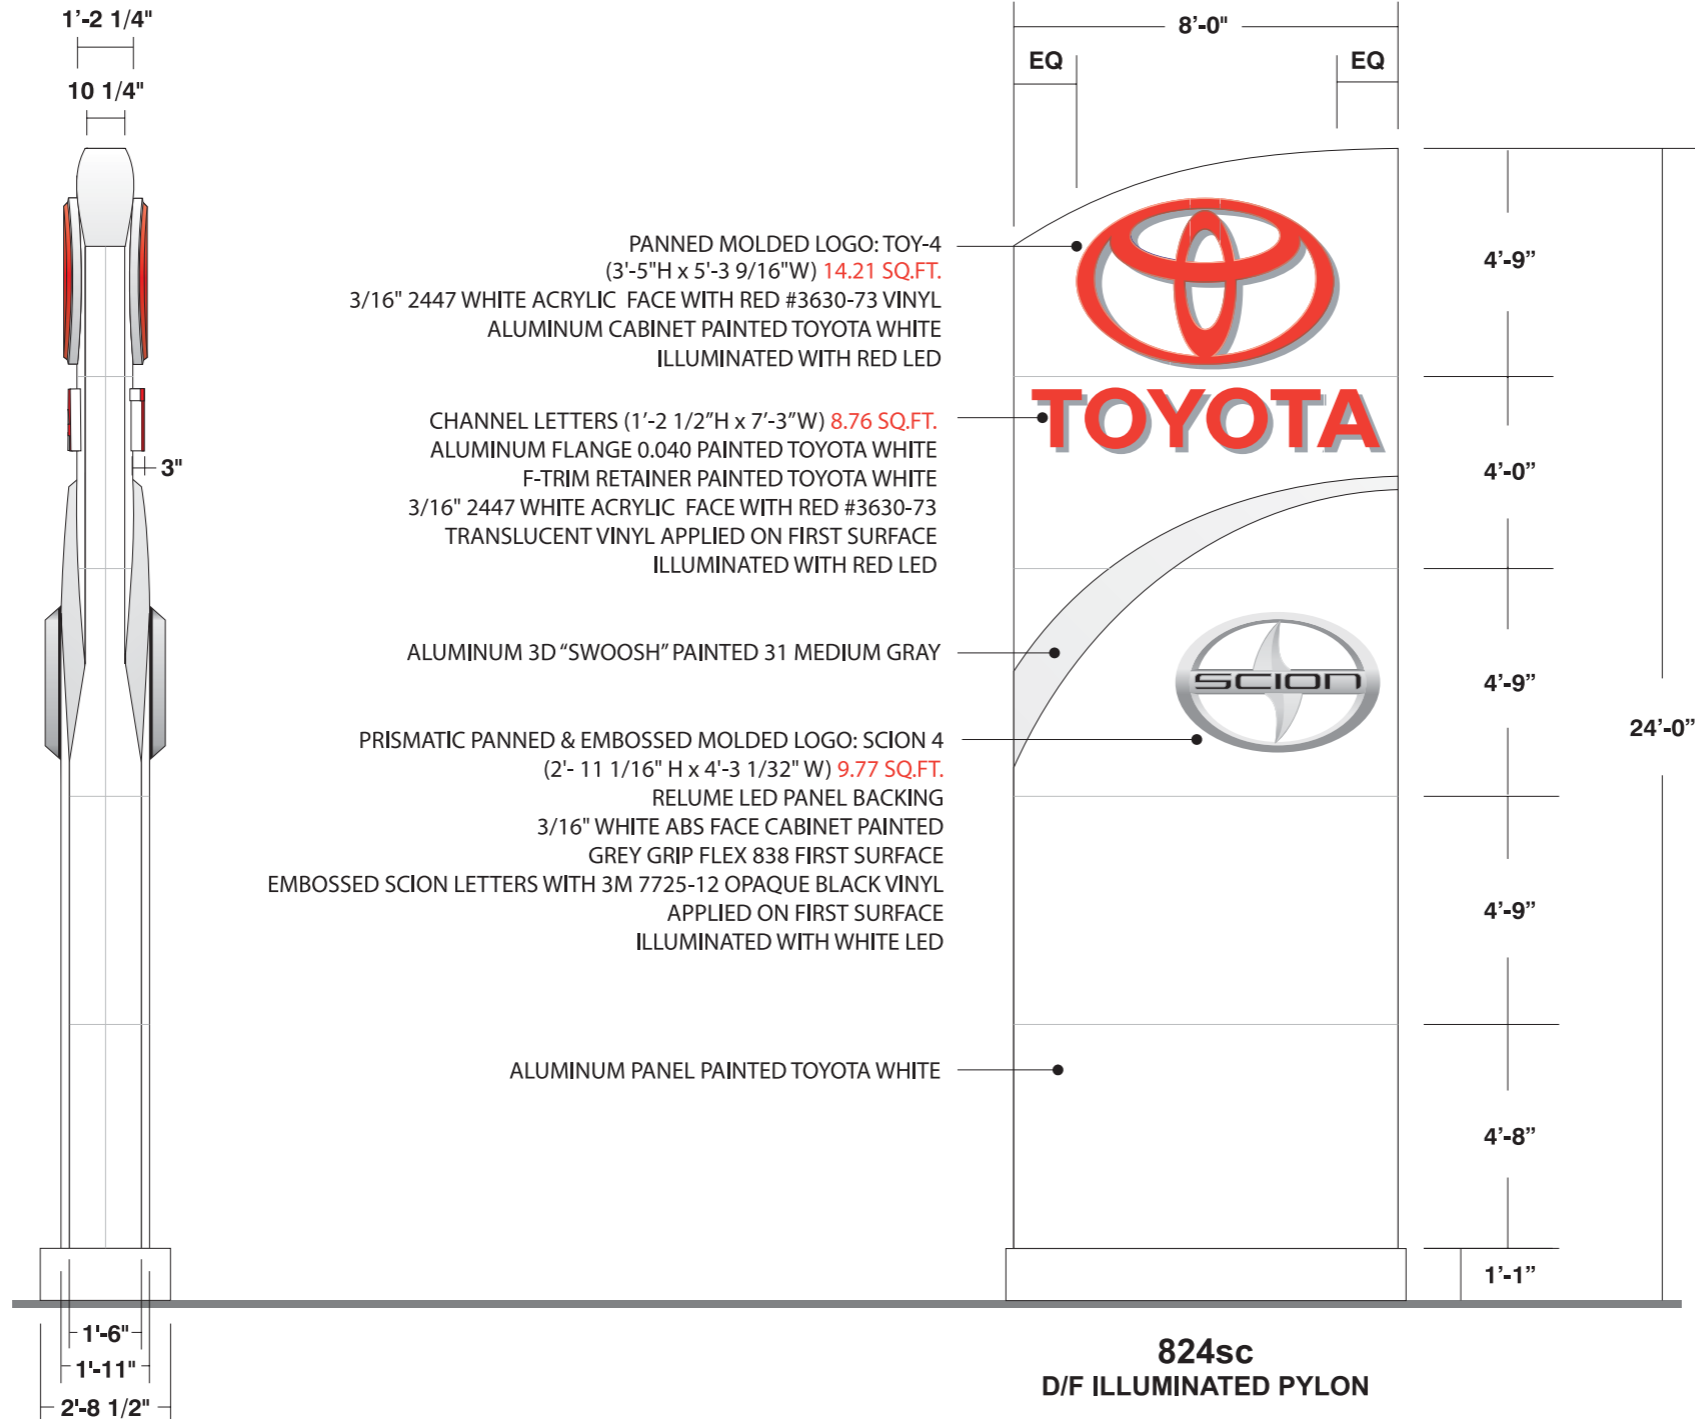 1’-2 1/4"
10 1/4"
3"
1'-6"
1'-11"
2'-8 1/2"
PANNED MOLDED LOGO: TOY-4
(3'-5"H x 5'-3 9/16"W) 14.21 SQ.FT.
3/16" 2447 WHITE ACRYLIC FACE WITH RED #3630-73 VINYL
ALUMINUM CABINET PAINTED TOYOTA WHITE
ILLUMINATED WITH RED LED
CHANNEL LETTERS (1’-2 1/2”H x 7’-3”W) 8.76 SQ.FT.
ALUMINUM FLANGE 0.040 PAINTED TOYOTA WHITE
F-TRIM RETAINER PAINTED TOYOTA WHITE
3/16" 2447 WHITE ACRYLIC FACE WITH RED #3630-73
TRANSLUCENT VINYL APPLIED ON FIRST SURFACE
ILLUMINATED WITH RED LED
ALUMINUM 3D “SWOOSH” PAINTED 31 MEDIUM GRAY
PRISMATIC PANNED & EMBOSSED MOLDED LOGO: SCION 4
(2'- 11 1/16" H x 4'-3 1/32" W) 9.77 SQ.FT.
RELUME LED PANEL BACKING
3/16" WHITE ABS FACE CABINET PAINTED
GREY GRIP FLEX 838 FIRST SURFACE
EMBOSSED SCION LETTERS WITH 3M 7725-12 OPAQUE BLACK VINYL
APPLIED ON FIRST SURFACE
ILLUMINATED WITH WHITE LED
ALUMINUM PANEL PAINTED TOYOTA WHITE
8’-0"
EQ
EQ
TOYOTA
SCION
4’-9”
4’-0”
4’-9”
4’-9”
4’-8”
1’-1”
24’-0”
824sc
D/F ILLUMINATED PYLON